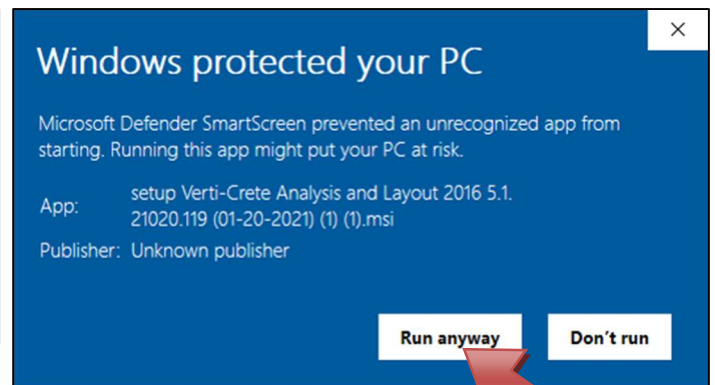 Windows protected your PC
Microsoft Defender SmartScreen prevented an unrecognized app from
starting. Running this app might put your PC at risk.
App: setup Verti-Crete Analysis and Layout 2016 5.1.
21020.119 (01-20-2021) (1) (1).msi
Publisher: Unknown publisher
Run anyway Don't run